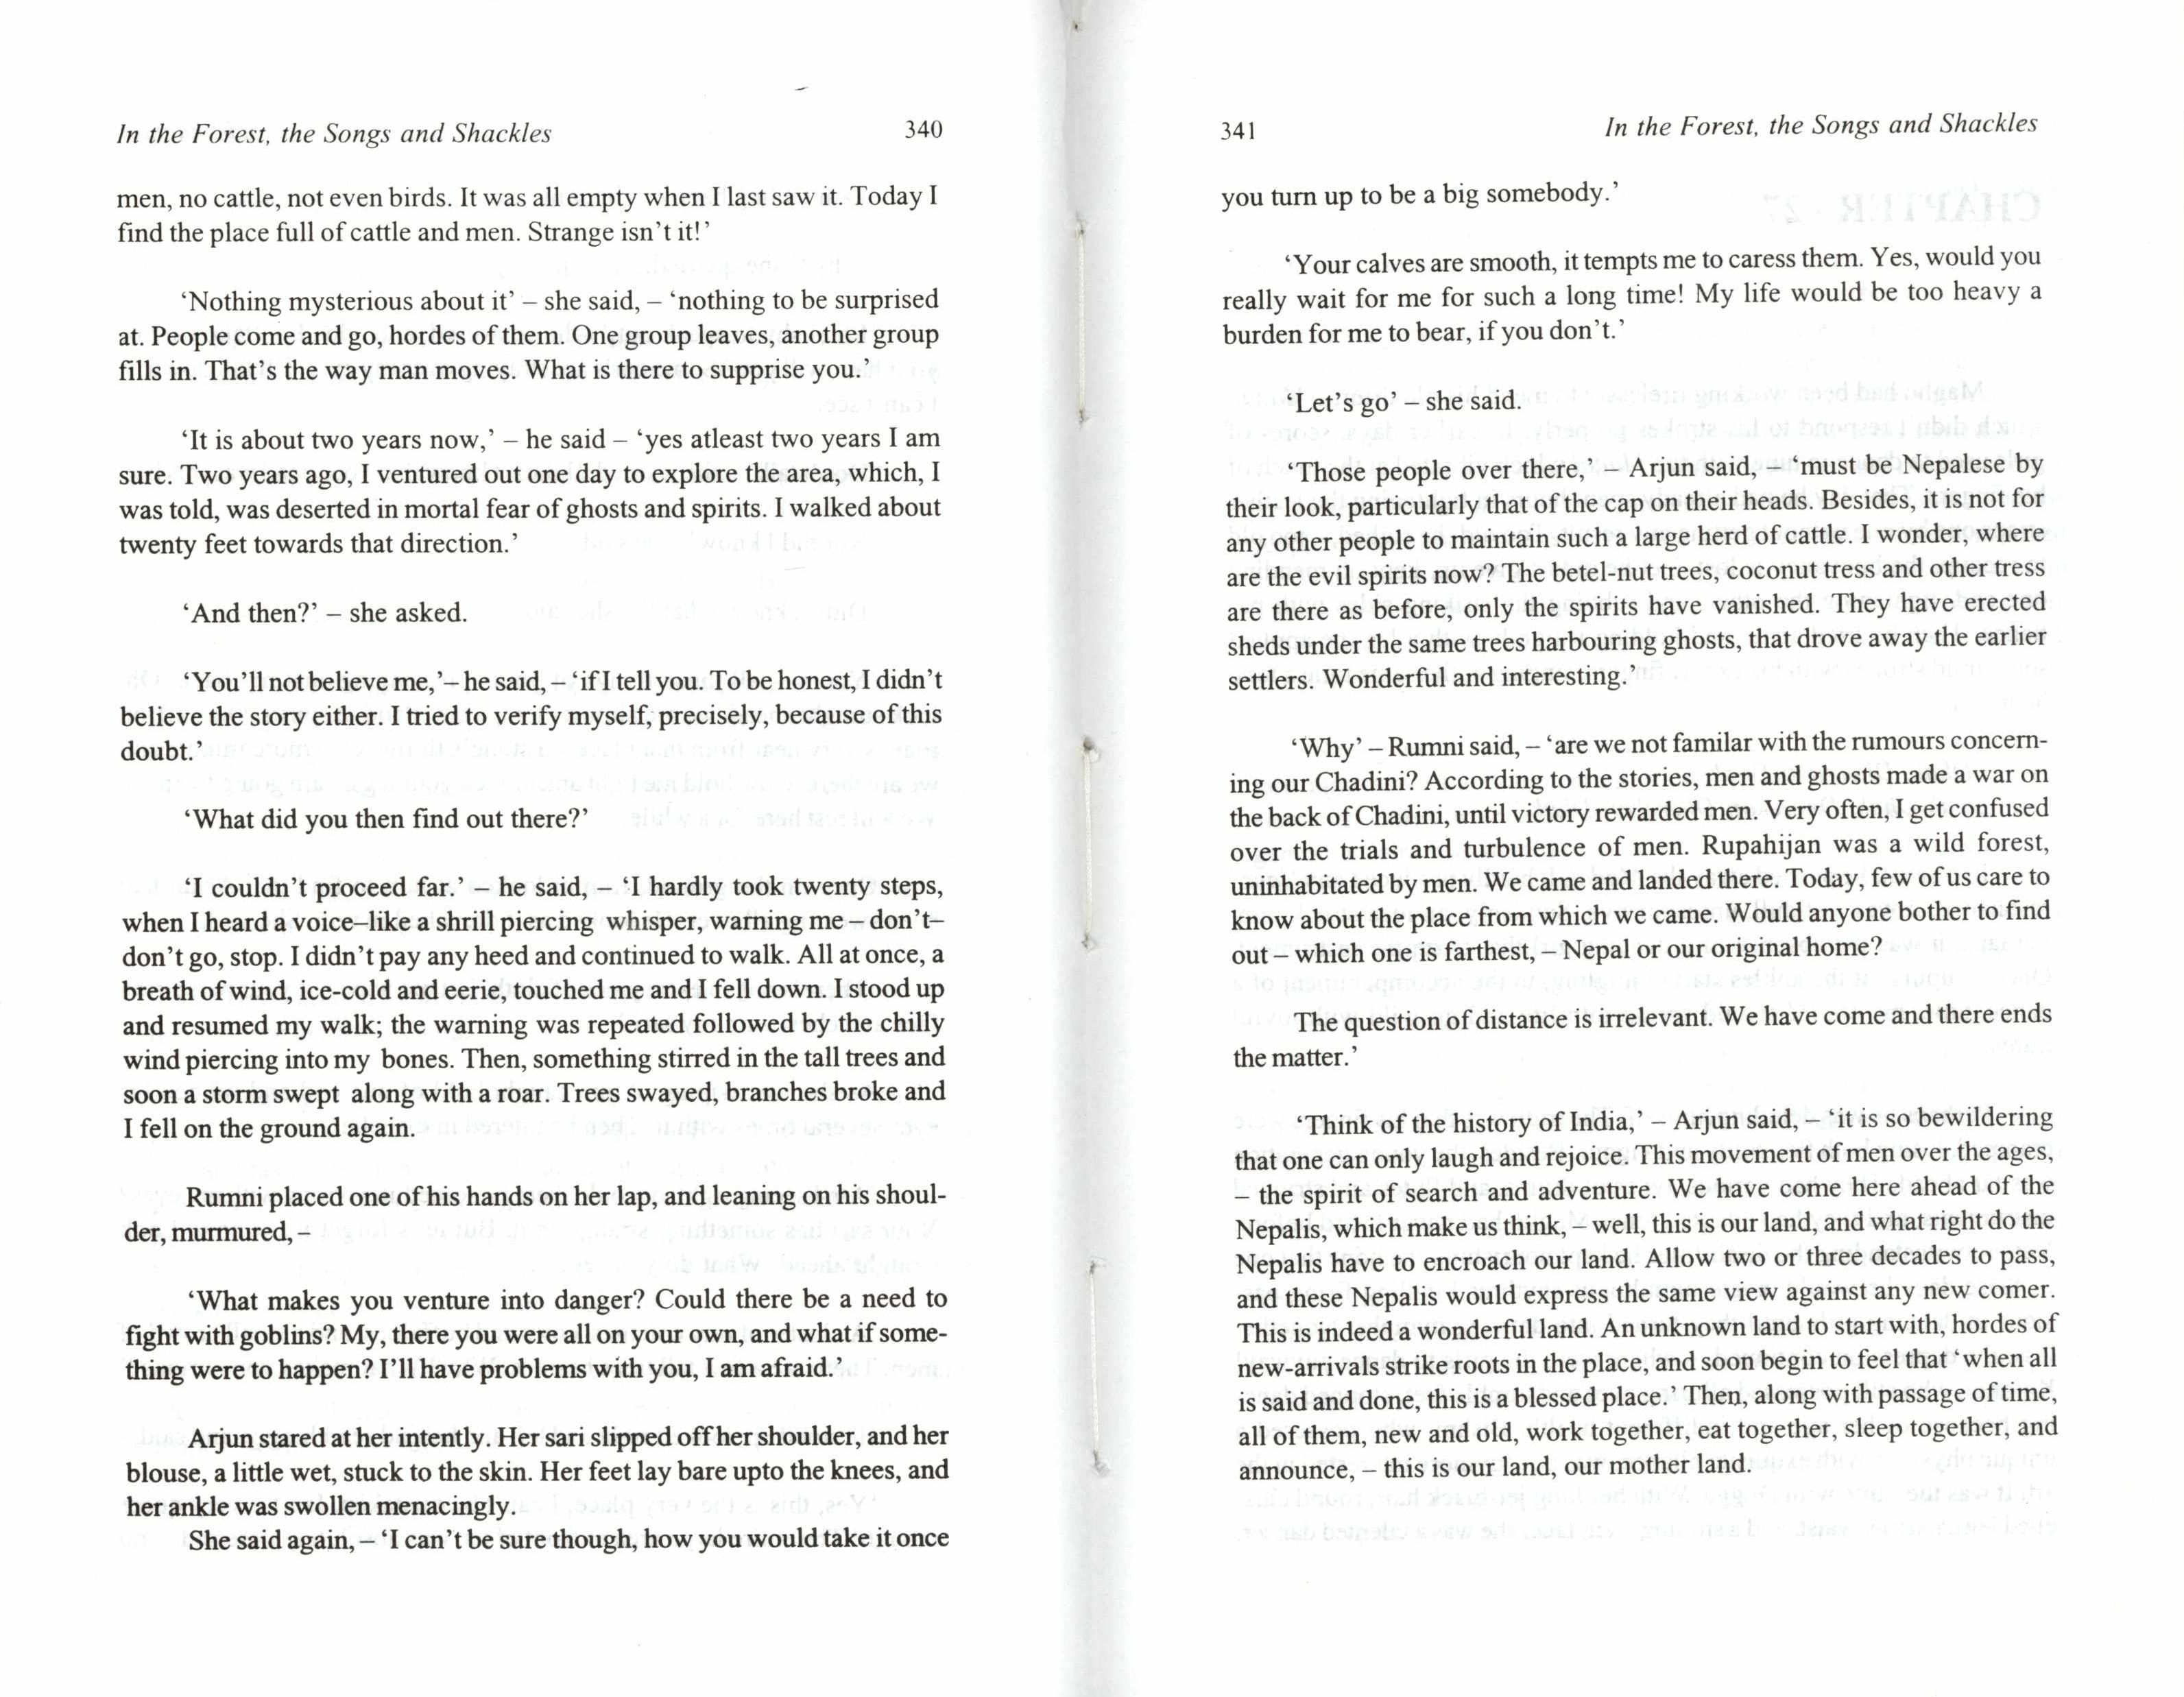 In the Forest, the Songs and Shackles 340
men, no cattle, not even birds. It was all empty when I last saw it. Today I
find the place full of cattle and men. Strange isn't it!’
‘Nothing mysterious about it’ – she said, – ‘nothing to be surprised
at. People come and go, hordes of them. One group leaves, another group
fills in. That's the way man moves. What is there to supprise you.’
‘It is about two years now,’ – he said – ‘yes atleast two years I am
sure. Two years ago, I ventured out one day to explore the area, which, I
was told, was deserted in mortal fear of ghosts and spirits. I walked about
twenty feet towards that direction.’
‘And then?’ – she asked.
‘You'll not believe me,’ – he said, – ‘if I tell you. To be honest, I didn't
believe the story either. I tried to verify myself, precisely, because of this
doubt.’
‘What did you then find out there?’
‘I couldn't proceed far.’ – he said, – ‘I hardly took twenty steps,
when I heard a voice–like a shrill piercing whisper, warning me – don't–
don't go, stop. I didn't pay any heed and continued to walk. All at once, a
breath of wind, ice-cold and eerie, touched me and I fell down. I stood up
and resumed my walk; the warning was repeated followed by the chilly
wind piercing into my bones. Then, something stirred in the tall trees and
soon a storm swept along with a roar. Trees swayed, branches broke and
I fell on the ground again.
Rumni placed one of his hands on her lap, and leaning on his shoul-
der, murmured, –
‘What makes you venture into danger? Could there be a need to
fight with goblins? My, there you were all on your own, and what if some-
thing were to happen? I'll have problems with you, I am afraid.’
Arjun stared at her intently. Her sari slipped off her shoulder, and her
blouse, a little wet, stuck to the skin. Her feet lay bare upto the knees, and
her ankle was swollen menacingly.
She said again, – ‘I can't be sure though, how you would take it once
341 In the Forest, the Songs and Shackles
you turn up to be a big somebody.’
‘Your calves are smooth, it tempts me to caress them. Yes, would you
really wait for me for such a long time! My life would be too heavy a
burden for me to bear, if you don't.’
‘Let's go’ – she said.
‘Those people over there,’ – Arjun said, – ‘must be Nepalese by
their look, particularly that of the cap on their heads. Besides, it is not for
any other people to maintain such a large herd of cattle. I wonder, where
are the evil spirits now? The betel-nut trees, coconut tress and other tress
are there as before, only the spirits have vanished. They have erected
sheds under the same trees harbouring ghosts, that drove away the earlier
settlers. Wonderful and interesting.’
‘Why’ – Rumni said, – ‘are we not familar with the rumours concern-
ing our Chadini? According to the stories, men and ghosts made a war on
the back of Chadini, until victory rewarded men. Very often, I get confused
over the trials and turbulence of men. Rupahijan was a wild forest,
uninhabitated by men. We came and landed there. Today, few of us care to
know about the place from which we came. Would anyone bother to find
out – which one is farthest, – Nepal or our original home?
The question of distance is irrelevant. We have come and there ends
the matter.’
‘Think of the history of India,’ – Arjun said, – ‘it is so bewildering
that one can only laugh and rejoice. This movement of men over the ages,
– the spirit of search and adventure. We have come here ahead of the
Nepalis, which make us think, – well, this is our land, and what right do the
Nepalis have to encroach our land. Allow two or three decades to pass,
and these Nepalis would express the same view against any new comer.
This is indeed a wonderful land. An unknown land to start with, hordes of
new-arrivals strike roots in the place, and soon begin to feel that ‘when all
is said and done, this is a blessed place.’ Then, along with passage of time,
all of them, new and old, work together, eat together, sleep together, and
announce, – this is our land, our mother land.